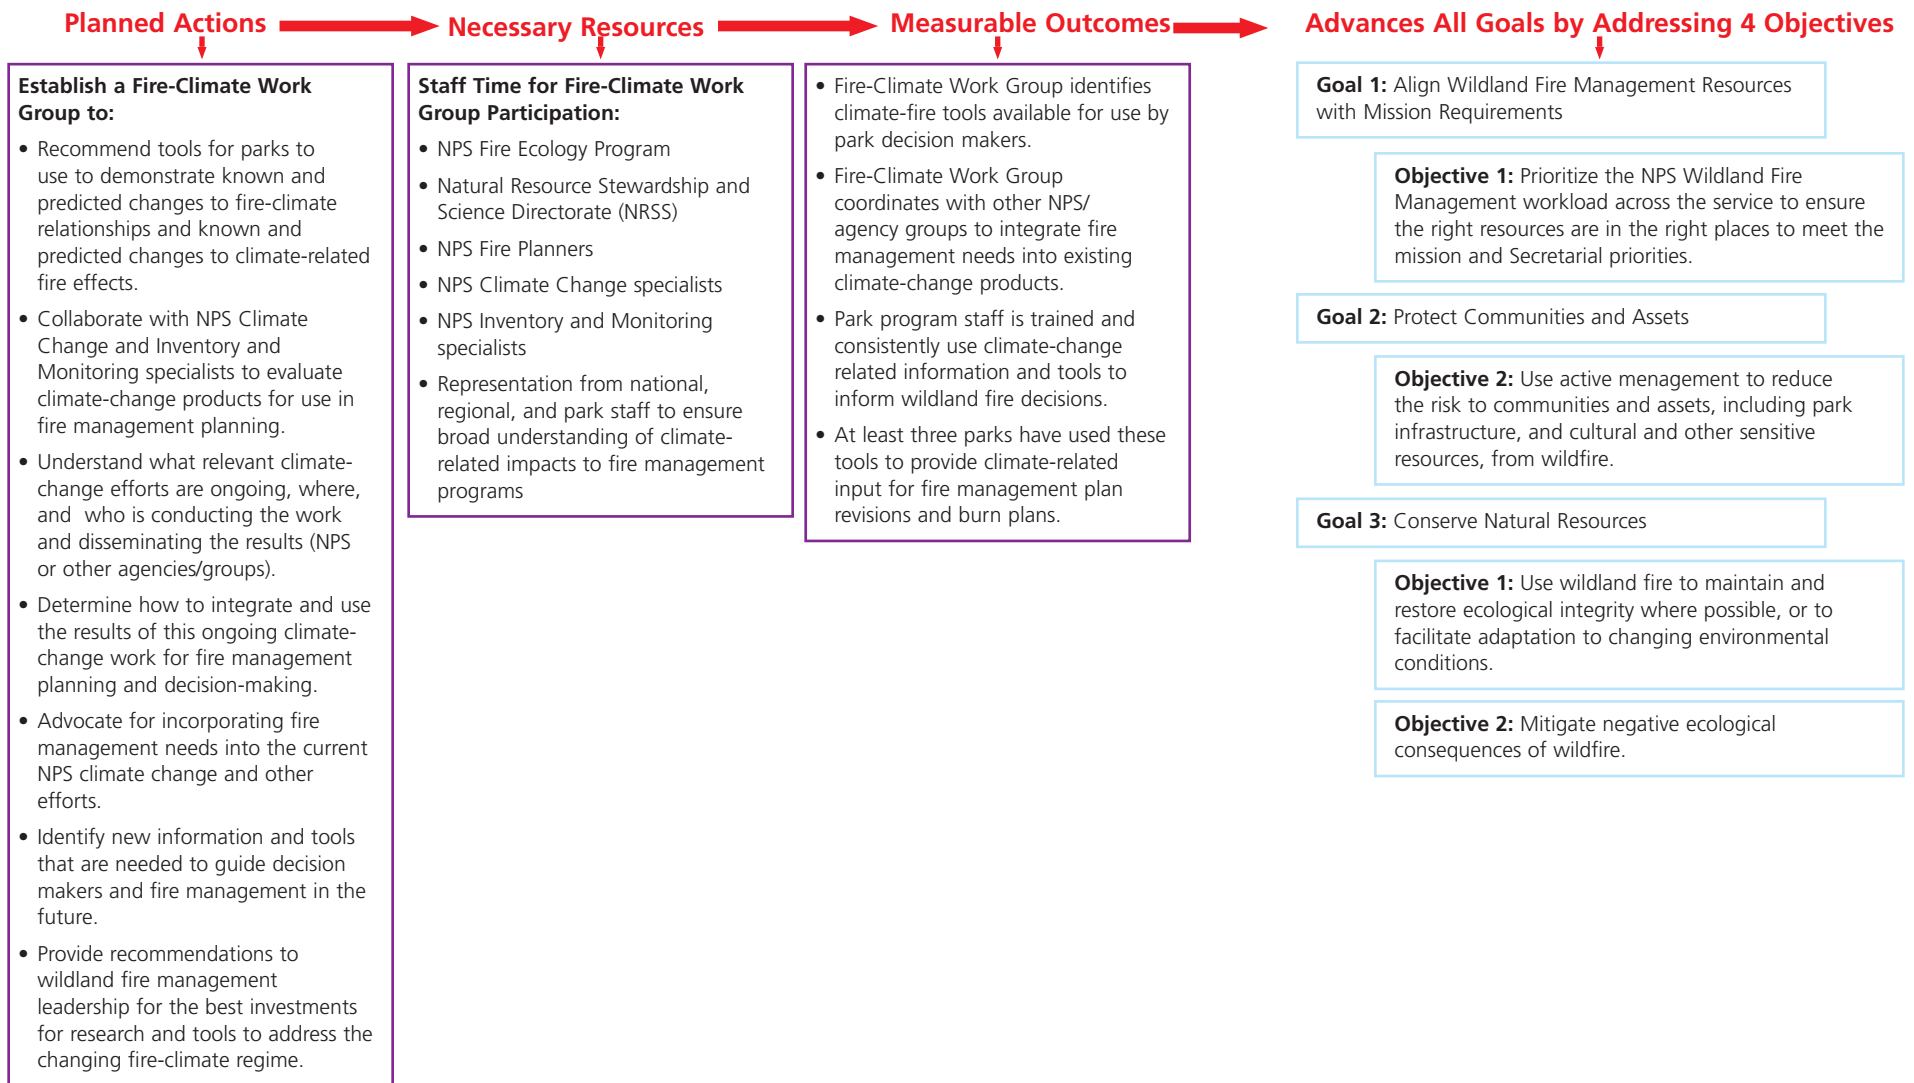 Planned Actions
Necessary Resources
Measurable Outcomes
Advances All Goals by Addressing 4 Objectives
Establish a Fire-Climate Work
Group to:
• Recommend tools for parks to
use to demonstrate known and
predicted changes to fire-climate
relationships and known and
predicted changes to climate-related
fire effects.
• Collaborate with NPS Climate
Change and Inventory and
Monitoring specialists to evaluate
climate-change products for use in
fire management planning.
• Understand what relevant climate-
change efforts are ongoing, where,
and who is conducting the work
and disseminating the results (NPS
or other agencies/groups).
• Determine how to integrate and use
the results of this ongoing climate-
change work for fire management
planning and decision-making.
• Advocate for incorporating fire
management needs into the current
NPS climate change and other
efforts.
• Identify new information and tools
that are needed to guide decision
makers and fire management in the
future.
• Provide recommendations to
wildland fire management
leadership for the best investments
for research and tools to address the
changing fire-climate regime.
Staff Time for Fire-Climate Work
Group Participation:
• NPS Fire Ecology Program
• Natural Resource Stewardship and
Science Directorate (NRSS)
• NPS Fire Planners
• NPS Climate Change specialists
• NPS Inventory and Monitoring
specialists
• Representation from national,
regional, and park staff to ensure
broad understanding of climate-
related impacts to fire management
programs
• Fire-Climate Work Group identifies
climate-fire tools available for use by
park decision makers.
• Fire-Climate Work Group
coordinates with other NPS/
agency groups to integrate fire
management needs into existing
climate-change products.
• Park program staff is trained and
consistently use climate-change
related information and tools to
inform wildland fire decisions.
• At least three parks have used these
tools to provide climate-related
input for fire management plan
revisions and burn plans.
Goal 1: Align Wildland Fire Management Resources
with Mission Requirements
Objective 1: Prioritize the NPS Wildland Fire
Management workload across the service to ensure
the right resources are in the right places to meet the
mission and Secretarial priorities.
Goal 2: Protect Communities and Assets
Objective 2: Use active menagement to reduce
the risk to communities and assets, including park
infrastructure, and cultural and other sensitive
resources, from wildfire.
Goal 3: Conserve Natural Resources
Objective 1: Use wildland fire to maintain and
restore ecological integrity where possible, or to
facilitate adaptation to changing environmental
conditions.
Objective 2: Mitigate negative ecological
consequences of wildfire.